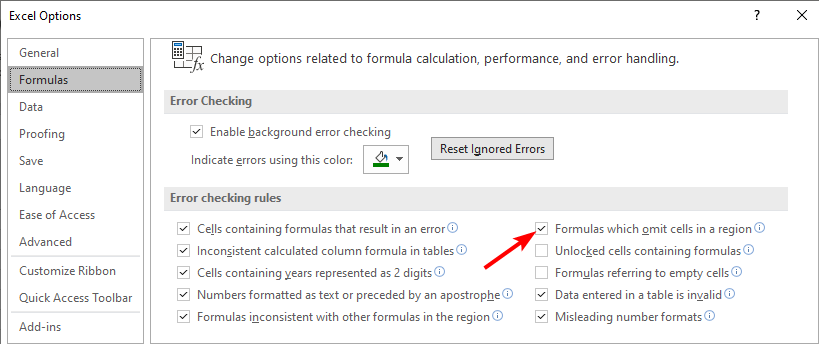 Excel Options
?
General
Formulas
Data
Proofing
Save
Language
Ease of Access
Advanced
Customize Ribbon
Quick Access Toolbar
Add-ins
fx
Change options related to formula calculation, performance, and error handling.
Error Checking
Enable background error checking
Indicate errors using this color:
Reset Ignored Errors
Error checking rules
Cells containing formulas that result in an error
Inconsistent calculated column formula in tables
Cells containing years represented as 2 digits
Numbers formatted as text or preceded by an apostrophe
Formulas inconsistent with other formulas in the region
Formulas which omit cells in a region
Unlocked cells containing formulas
Formulas referring to empty cells
Data entered in a table is invalid
Misleading number formats